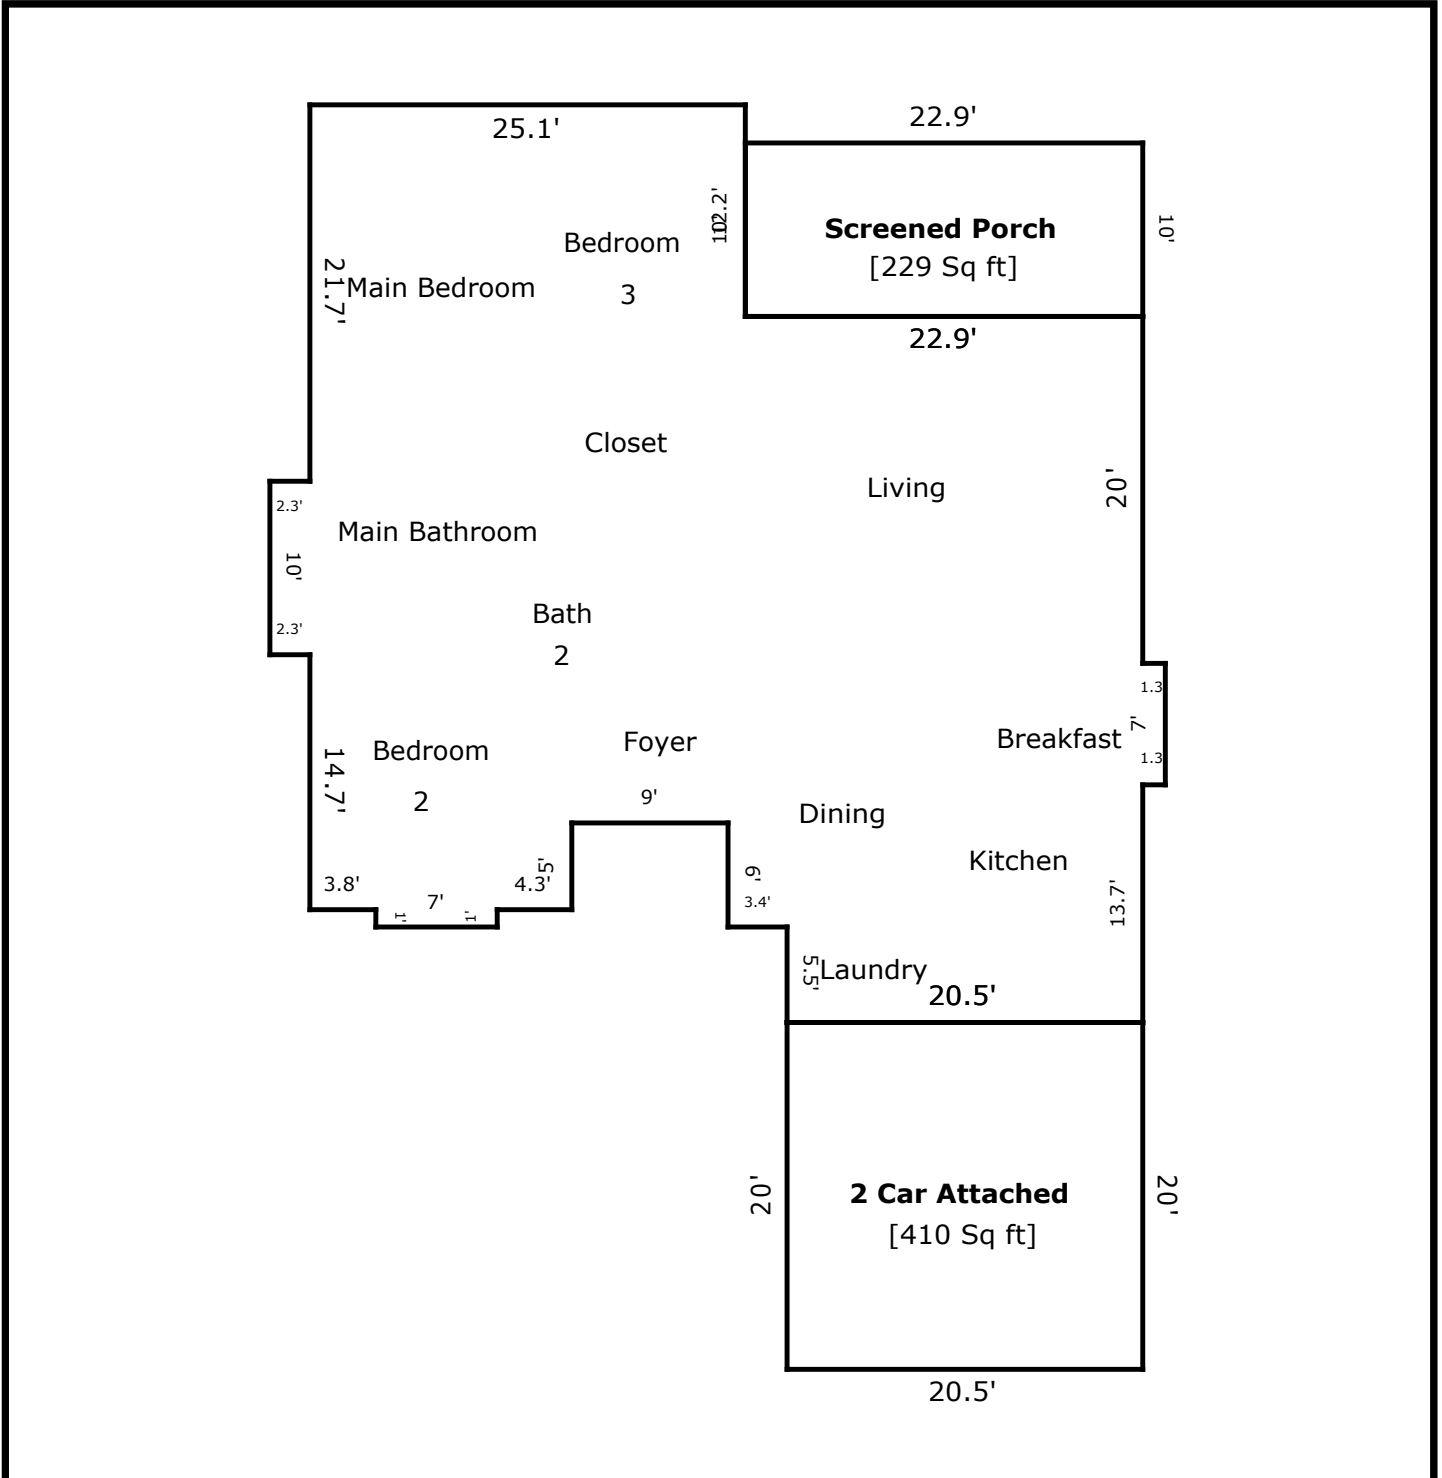 22.9'
25.1'
12.2'
10'
10'
Screened Porch
[229 Sq ft]
Bedroom
3
21.7'
Main Bedroom
22.9'
Closet
Living
20'
2.3'
Main Bathroom
10'
Bath
2
2.3'
1.3
7'
Breakfast
1.3
Foyer
Bedroom
2
14.7'
9'
Dining
Kitchen
5'
6'
3.8'
7'
4.3'
3.4'
13.7'
1'
1'
5.5'
Laundry
20.5'
20'
2 Car Attached
[410 Sq ft]
20'
20.5'